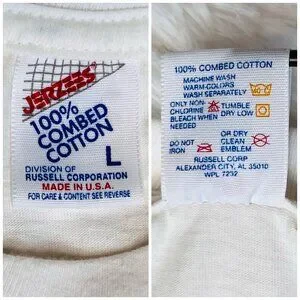 JERZEES
100%
COMBED
COTTON
L
DIVISION OF
RUSSELL CORPORATION
MADE IN U.S.A.
FOR CARE & CONTENT SEE REVERSE
100% COMBED COTTON
MACHINE WASH
WARM-COLORS
WASH SEPARATELY
ONLY NON-
CHLORINE
BLEACH WHEN
NEEDED
TUMBLE
DRY LOW
DO NOT
IRON
OR DRY
CLEAN
EMBLEM
RUSSELL CORP
ALEXANDER CITY, AL 35010
WPL 7232